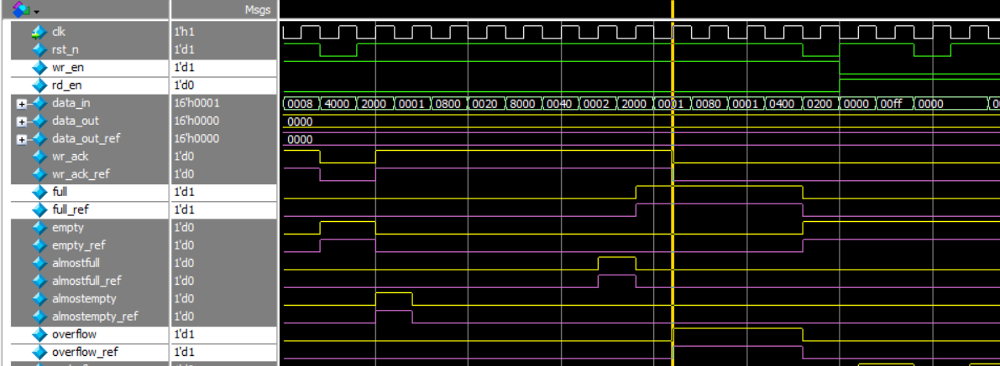 Msgs
clk 1'h1
rst_n 1'd1
wr_en 1'd1
rd_en 1'd0
data_in 16'h0001 0008 4000 2000 0001 0800 0020 8000 0040 0002 2000 0001 0080 0001 0400 0200 0000 00ff 0000 0
data_out 16'h0000 0000
data_out_ref 16'h0000 0000
wr_ack 1'd0
wr_ack_ref 1'd0
full 1'd1
full_ref 1'd1
empty 1'd0
empty_ref 1'd0
almostfull 1'd0
almostfull_ref 1'd0
almostempty 1'd0
almostempty_ref 1'd0
overflow 1'd1
overflow_ref 1'd1